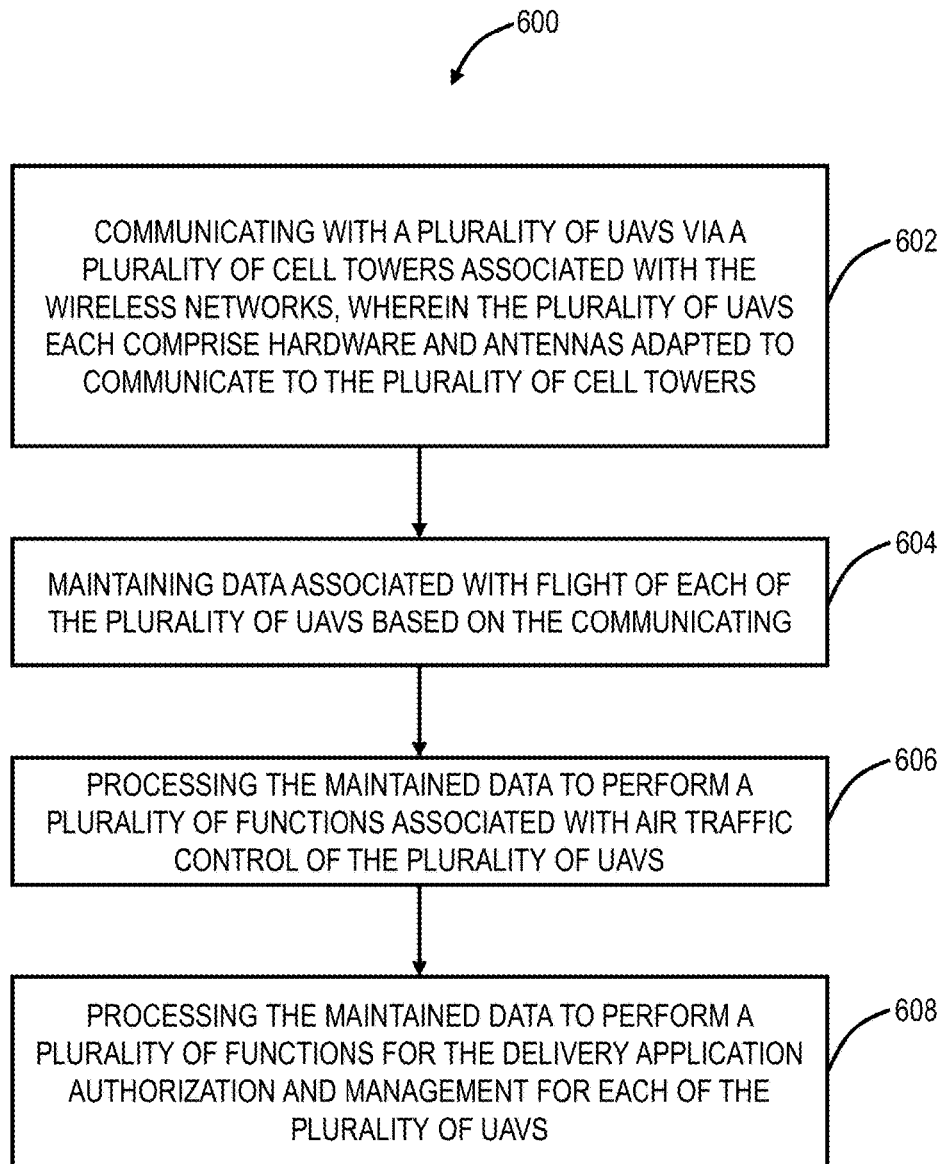 600
COMMUNICATING WITH A PLURALITY OF UAVS VIA A
PLURALITY OF CELL TOWERS ASSOCIATED WITH THE
WIRELESS NETWORKS, WHEREIN THE PLURALITY OF UAVS
EACH COMPRISE HARDWARE AND ANTENNAS ADAPTED TO
COMMUNICATE TO THE PLURALITY OF CELL TOWERS
602
MAINTAINING DATA ASSOCIATED WITH FLIGHT OF EACH OF
THE PLURALITY OF UAVS BASED ON THE COMMUNICATING
604
PROCESSING THE MAINTAINED DATA TO PERFORM A
PLURALITY OF FUNCTIONS ASSOCIATED WITH AIR TRAFFIC
CONTROL OF THE PLURALITY OF UAVS
606
PROCESSING THE MAINTAINED DATA TO PERFORM A
PLURALITY OF FUNCTIONS FOR THE DELIVERY APPLICATION
AUTHORIZATION AND MANAGEMENT FOR EACH OF THE
PLURALITY OF UAVS
608